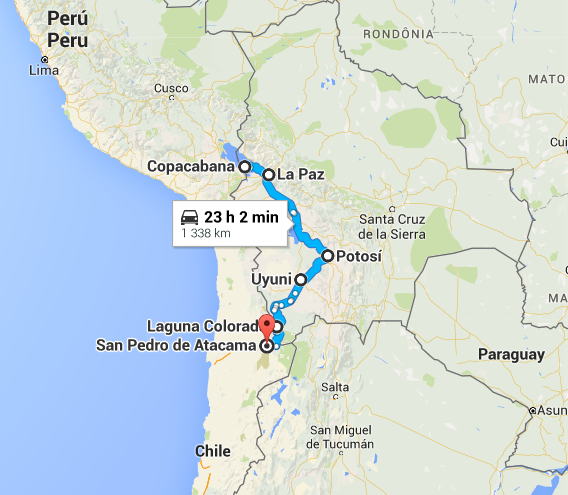 Perú
Peru
RONDÔNIA
Lima
MATO
Cusco
Cui
Copacabana
La Paz
23 h 2 min
1 338 km
Santa Cruz
de la Sierra
Potosí
Uyuni
Laguna Colorad
San Pedro de Atacama
Paraguay
Salta
Asun
San Miguel
de Tucumán
Chile